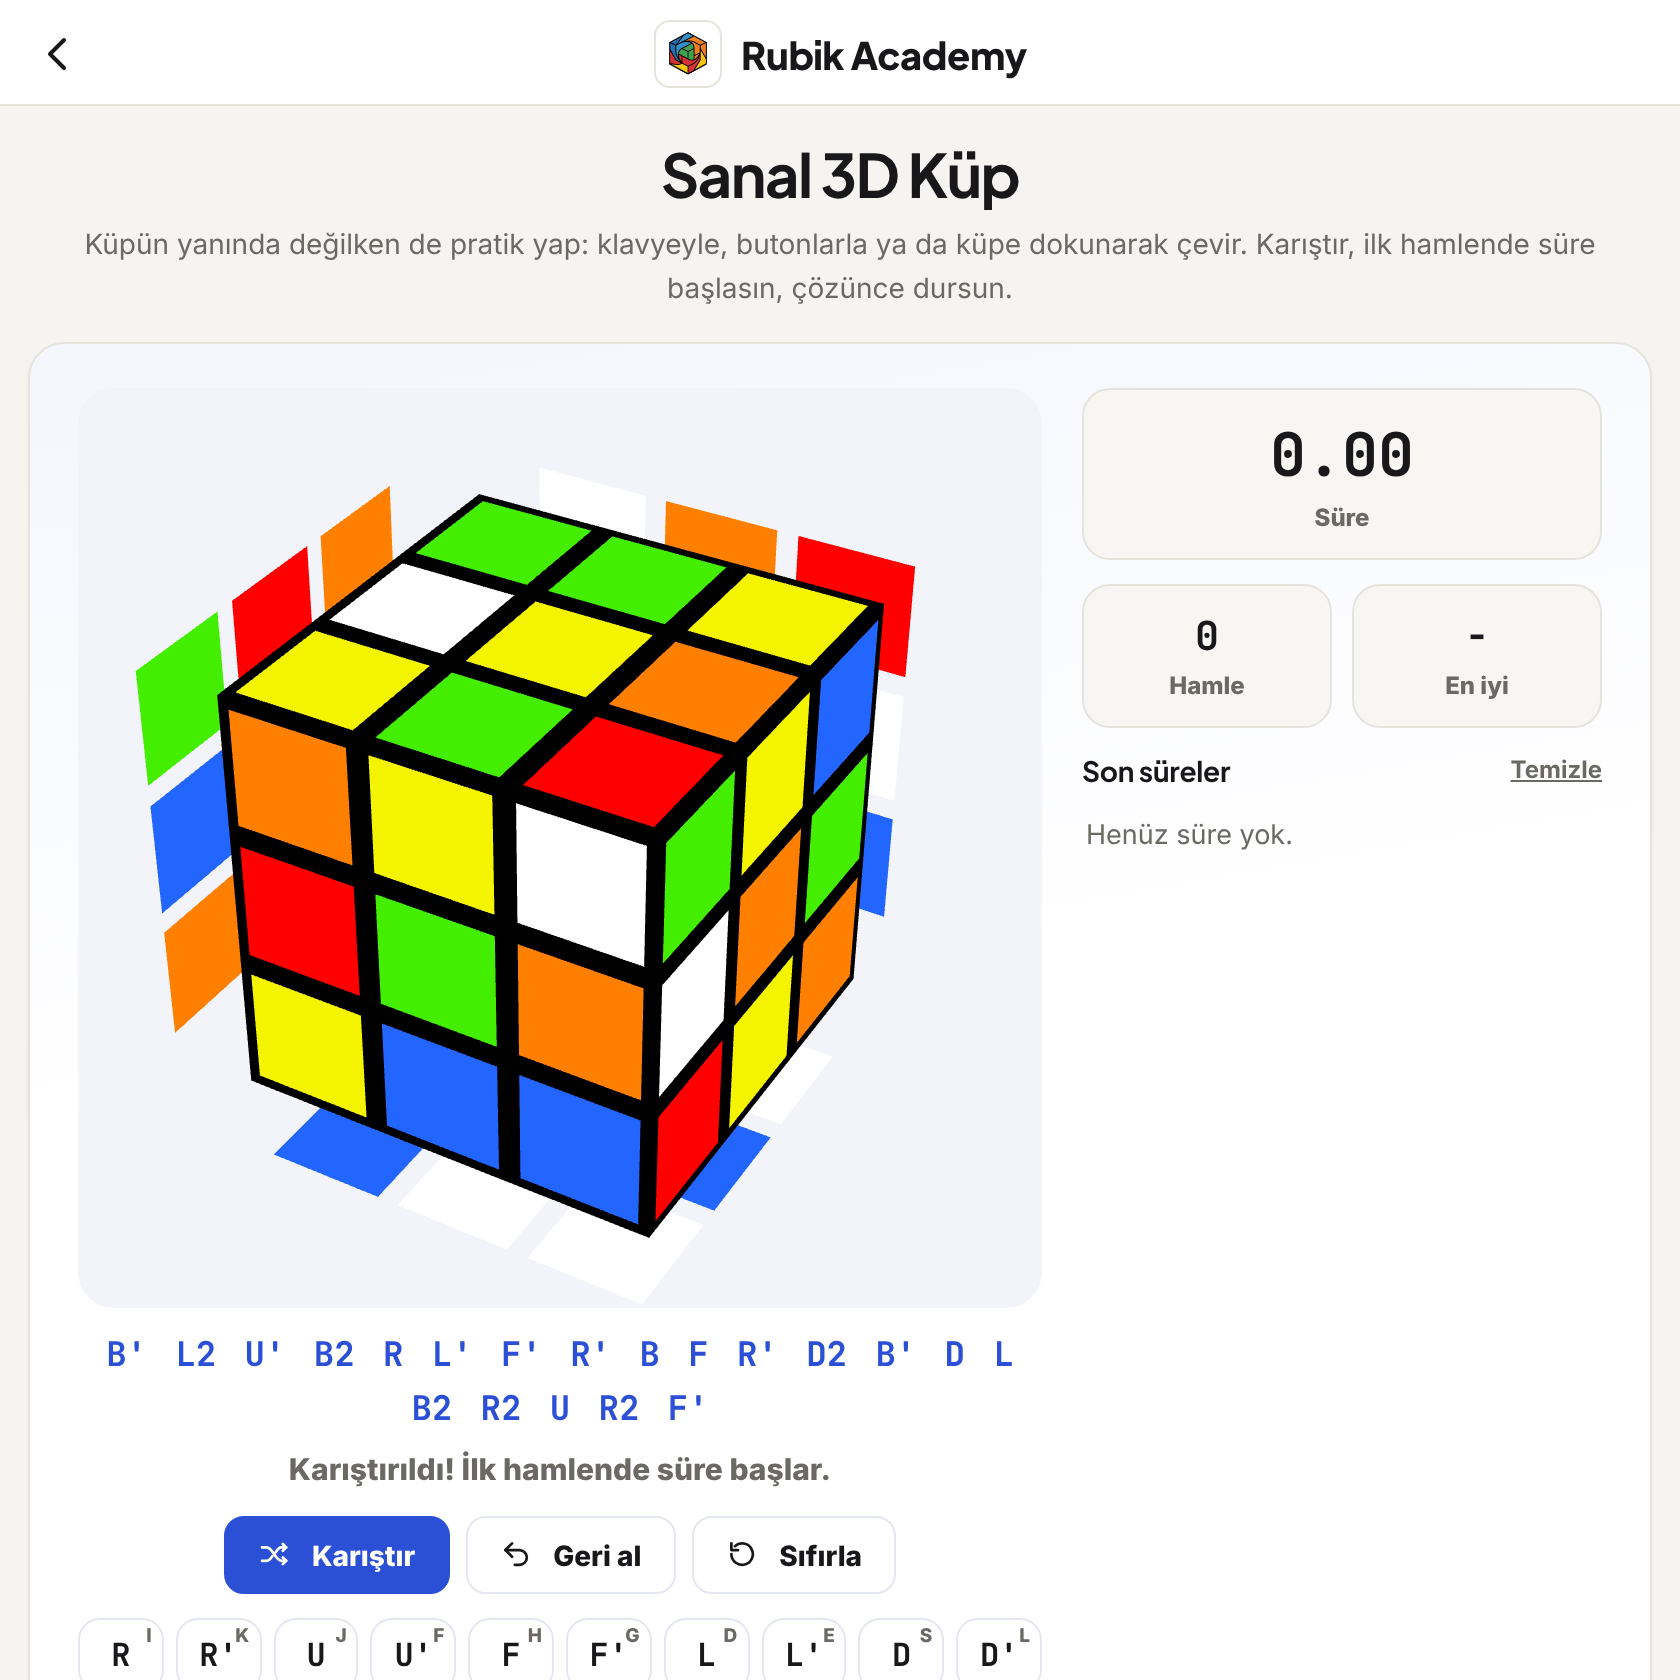 Rubik Academy
Sanal 3D Küp
Küpün yanında değilken de pratik yap: klavyeyle, butonlarla ya da küpe dokunarak çevir. Karıştır, ilk hamlende süre
başlasın, çözünce dursun.
0.00
Süre
0
Hamle
-
En iyi
Son süreler
Temizle
Henüz süre yok.
B' L2 U' B2 R L' F' R' B F R' D2 B' D L
B2 R2 U R2 F'
Karıştırıldı! İlk hamlende süre başlar.
Karıştır
Geri al
Sıfırla
R I
R' K
U J
U' F
F H
F' G
L D
L' E
D S
D' L